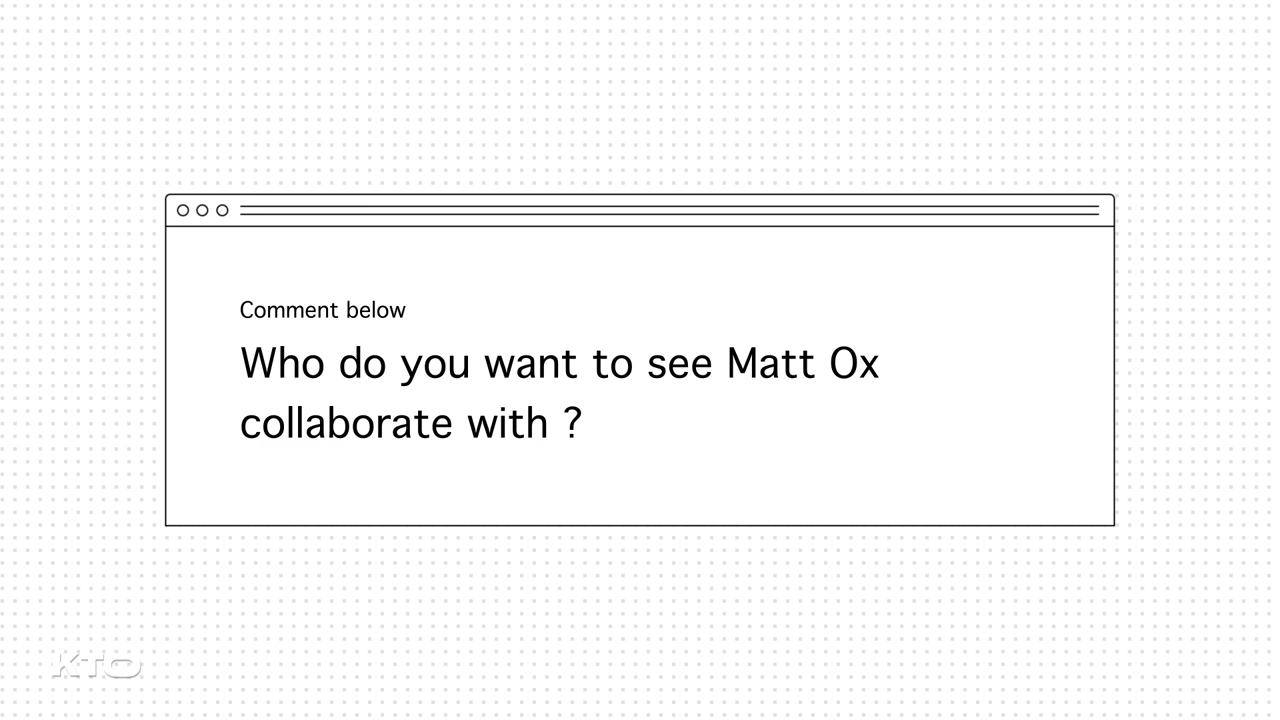 Comment below
Who do you want to see Matt Ox
collaborate with ?
KTO